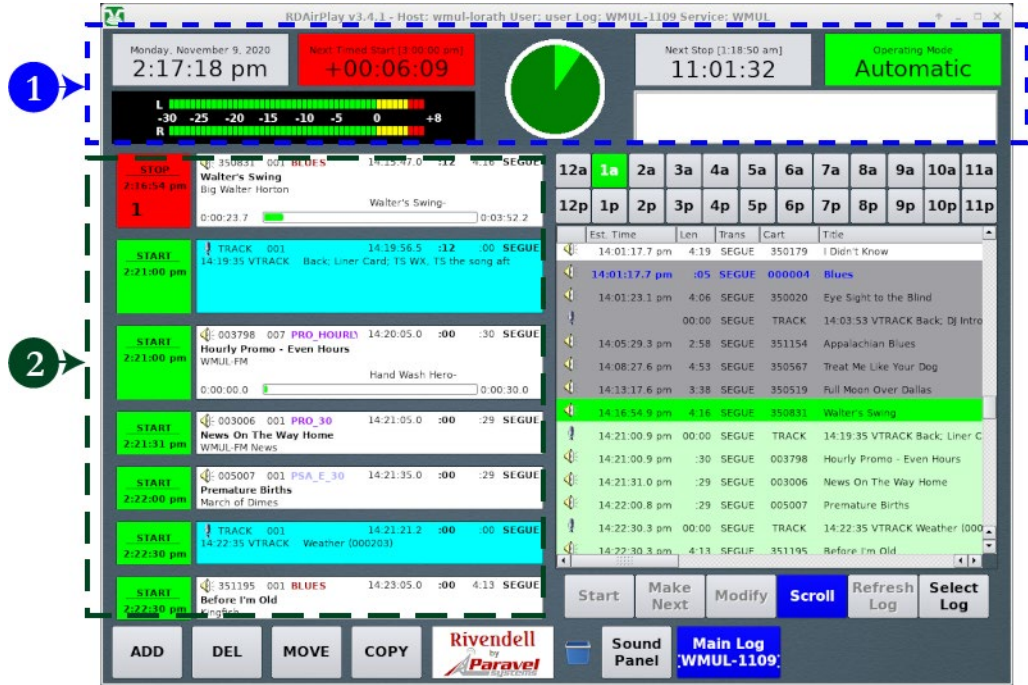 RDAirPlay v3.4.1 - Host: wmul-lorath User: user Log: WMUL-1109 Service: WMUL
1
Monday, November 9, 2020
2:17:18 pm
Next Timed Start [3:00:00 pm]
+00:06:09
Next Stop [1:18:50 am]
11:01:32
Operating Mode
Automatic
L
-30 -25 -20 -15 -10 -5 0 +8
R
2
STOP
2:16:54 pm
1
350831 001 BLUES 14:15:47.0 :12 4:16 SEGUE
Walter's Swing
Big Walter Horton
Walter's Swing-
0:00:23.7 0:03:52.2
START
2:21:00 pm
TRACK 001 14:19:56.5 :12 :00 SEGUE
14:19:35 VTRACK Back; Liner Card; TS WX, TS the song aft
START
2:21:00 pm
003798 007 PRO_HOURLY 14:20:05.0 :00 :30 SEGUE
Hourly Promo - Even Hours
WMUL-FM
Hand Wash Hero-
0:00:00.0 0:00:30.0
START
2:21:31 pm
003006 001 PRO_30 14:21:05.0 :00 :29 SEGUE
News On The Way Home
WMUL-FM News
START
2:22:00 pm
005007 001 PSA_E_30 14:21:35.0 :00 :29 SEGUE
Premature Births
March of Dimes
START
2:22:30 pm
TRACK 001 14:21:21.2 :00 :00 SEGUE
14:22:35 VTRACK Weather (000203)
START
2:22:30 pm
351195 001 BLUES 14:23:05.0 :00 4:13 SEGUE
Before I'm Old
Kingfish
12a 1a 2a 3a 4a 5a 6a 7a 8a 9a 10a 11a
12p 1p 2p 3p 4p 5p 6p 7p 8p 9p 10p 11p
Est. Time Len Trans Cart Title
14:01:17.7 pm 4:19 SEGUE 350179 I Didn't Know
14:01:17.7 pm :05 SEGUE 000004 Blues
14:01:23.1 pm 4:06 SEGUE 350020 Eye Sight to the Blind
00:00 SEGUE TRACK 14:03:53 VTRACK Back; DJ Intro
14:05:29.3 pm 2:58 SEGUE 351154 Appalachian Blues
14:08:27.6 pm 4:53 SEGUE 350567 Treat Me Like Your Dog
14:13:17.6 pm 3:38 SEGUE 350519 Full Moon Over Dallas
14:16:54.9 pm 4:16 SEGUE 350831 Walter's Swing
14:21:00.9 pm 00:00 SEGUE TRACK 14:19:35 VTRACK Back; Liner C
14:21:00.9 pm :30 SEGUE 003798 Hourly Promo - Even Hours
14:21:31.0 pm :29 SEGUE 003006 News On The Way Home
14:22:00.8 pm :29 SEGUE 005007 Premature Births
14:22:30.3 pm 00:00 SEGUE TRACK 14:22:35 VTRACK Weather (000
14:22:30.3 pm 4:13 SEGUE 351195 Before I'm Old
Start
Make Next
Modify
Scroll
Refresh Log
Select Log
ADD
DEL
MOVE
COPY
Rivendell
by
Paravel
systems
Sound Panel
Main Log
[WMUL-1109]